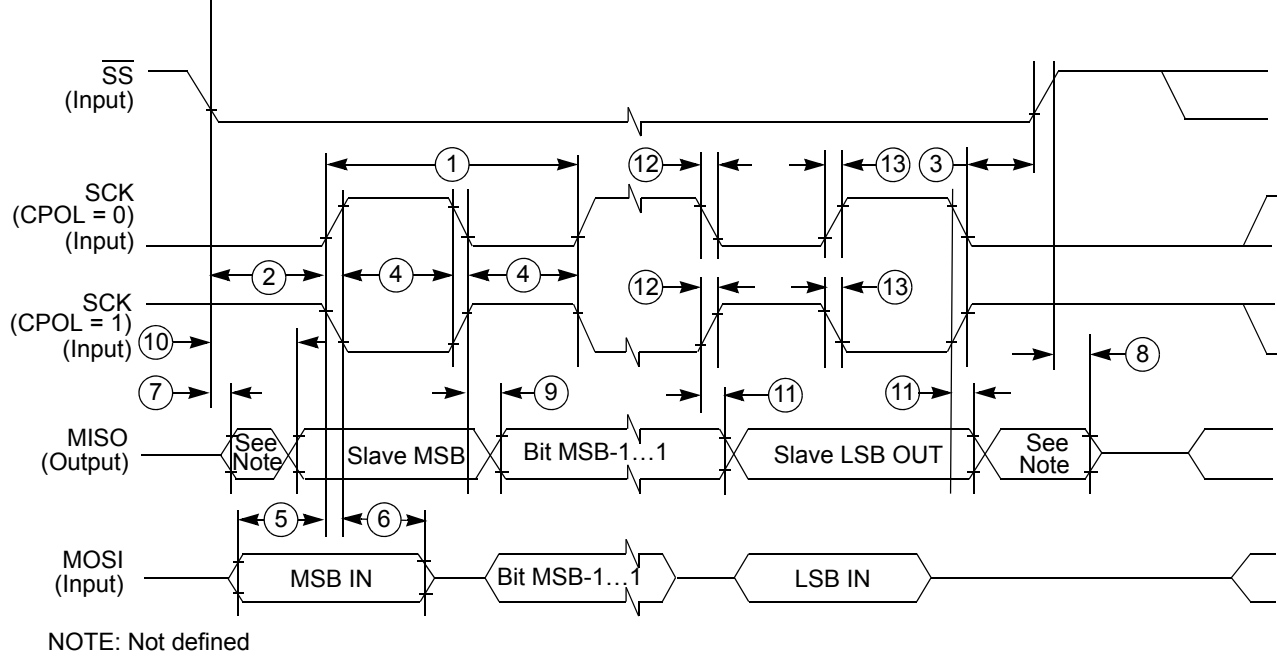 SS
(Input)
1
12
13
3
SCK
(CPOL = 0)
(Input)
2
4
4
12
13
SCK
(CPOL = 1)
(Input)
10
8
7
9
11
11
MISO
(Output)
See
Note
Slave MSB
Bit MSB-1…1
Slave LSB OUT
See
Note
5
6
MOSI
(Input)
MSB IN
Bit MSB-1…1
LSB IN
NOTE: Not defined